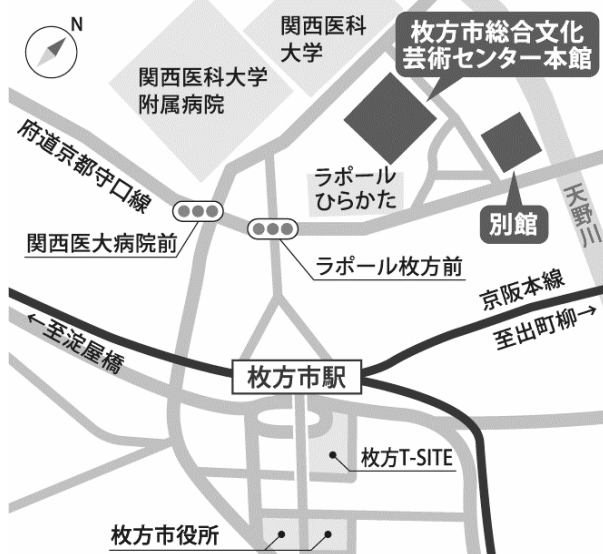 N
関西医科
大学
枚方市総合文化
芸術センター本館
関西医科大学
附属病院
府道京都守口線
ラポール
ひらかた
別館
天野川
関西医大病院前
ラポール枚方前
京阪本線
至出町柳→
←至淀屋橋
枚方市駅
枚方T-SITE
枚方市役所